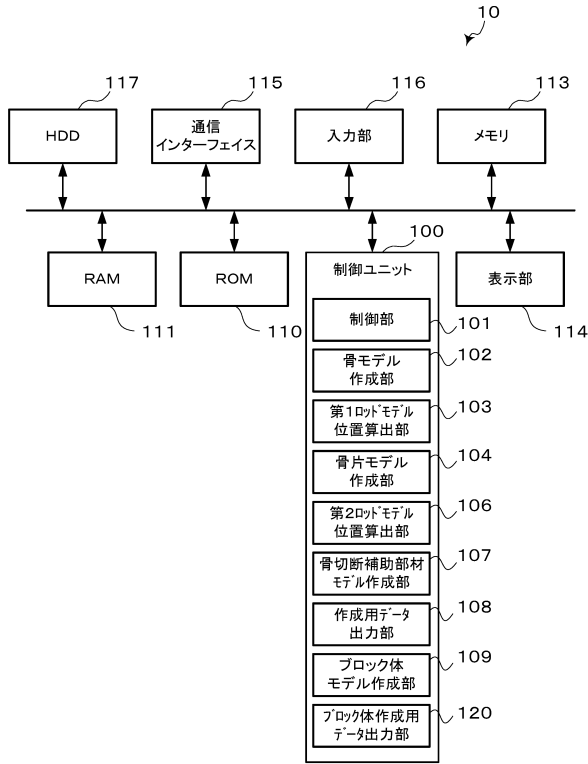 10
117
115
116
113
HDD
通信
インターフェイス
入力部
メモリ
100
RAM
ROM
制御ユニット
表示部
111
110
114
制御部
101
骨モデル
作成部
102
第1ロッドモデル
位置算出部
103
骨片モデル
作成部
104
第2ロッドモデル
位置算出部
106
骨切断補助部材
モデル作成部
107
作成用データ
出力部
108
ブロック体
モデル作成部
109
ブロック体作成用
データ出力部
120